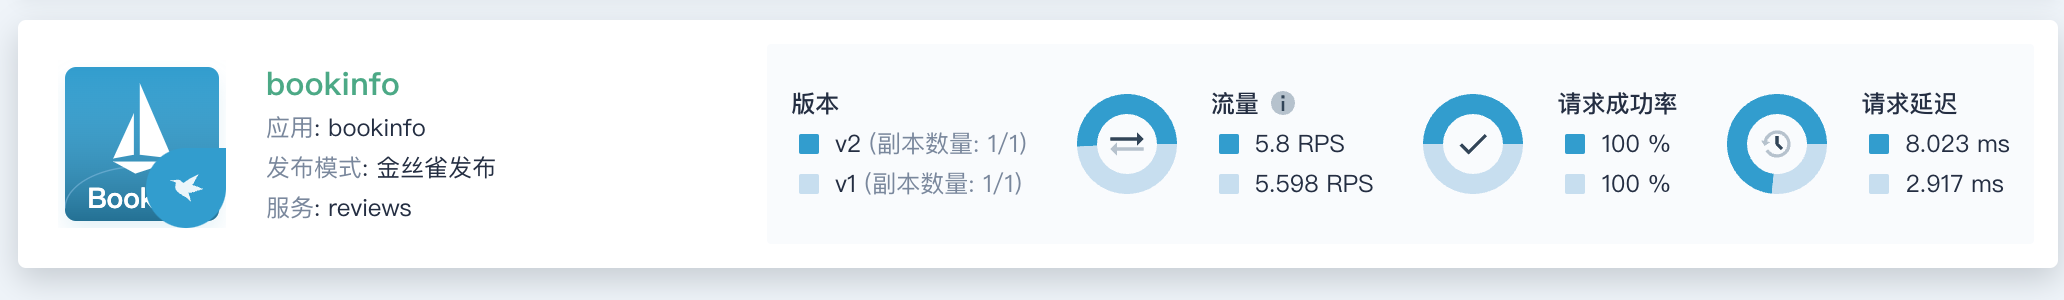 Book
bookinfo
应用: bookinfo
发布模式: 金丝雀发布
服务: reviews
版本
v2 (副本数量: 1/1)
v1 (副本数量: 1/1)
流量 i
5.8 RPS
5.598 RPS
请求成功率
100 %
100 %
请求延迟
8.023 ms
2.917 ms